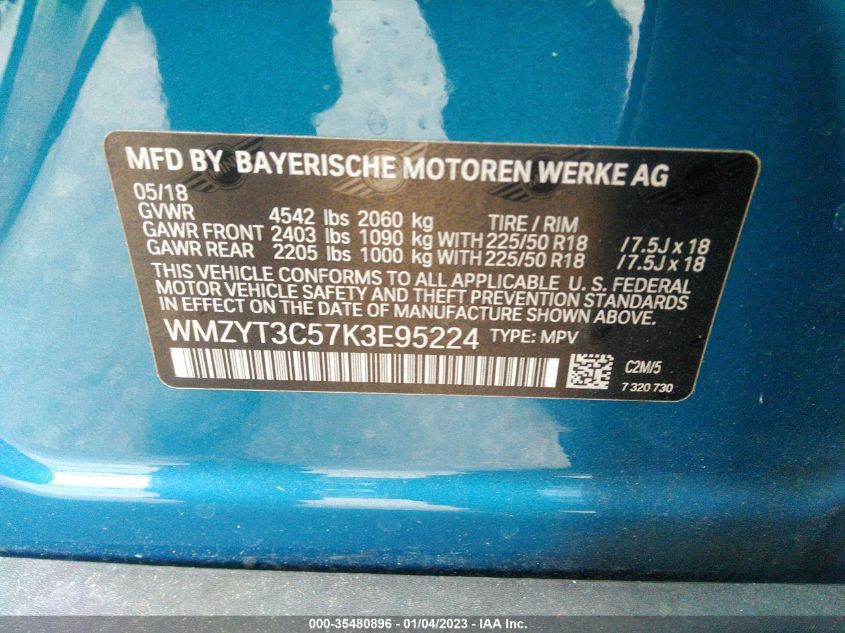 MFD BY BAYERISCHE MOTOREN WERKE AG
05/18
GVWR 4542 lbs 2060 kg TIRE / RIM
GAWR FRONT 2403 lbs 1090 kg WITH 225/50 R18 /7.5J x 18
GAWR REAR 2205 lbs 1000 kg WITH 225/50 R18 /7.5J x 18
THIS VEHICLE CONFORMS TO ALL APPLICABLE U. S. FEDERAL
MOTOR VEHICLE SAFETY AND THEFT PREVENTION STANDARDS
IN EFFECT ON THE DATE OF MANUFACTURE SHOWN ABOVE.
WMZYT3C57K3E95224 TYPE: MPV
C2M/5
7 320 730
000-35480896 - 01/04/2023 - IAA Inc.